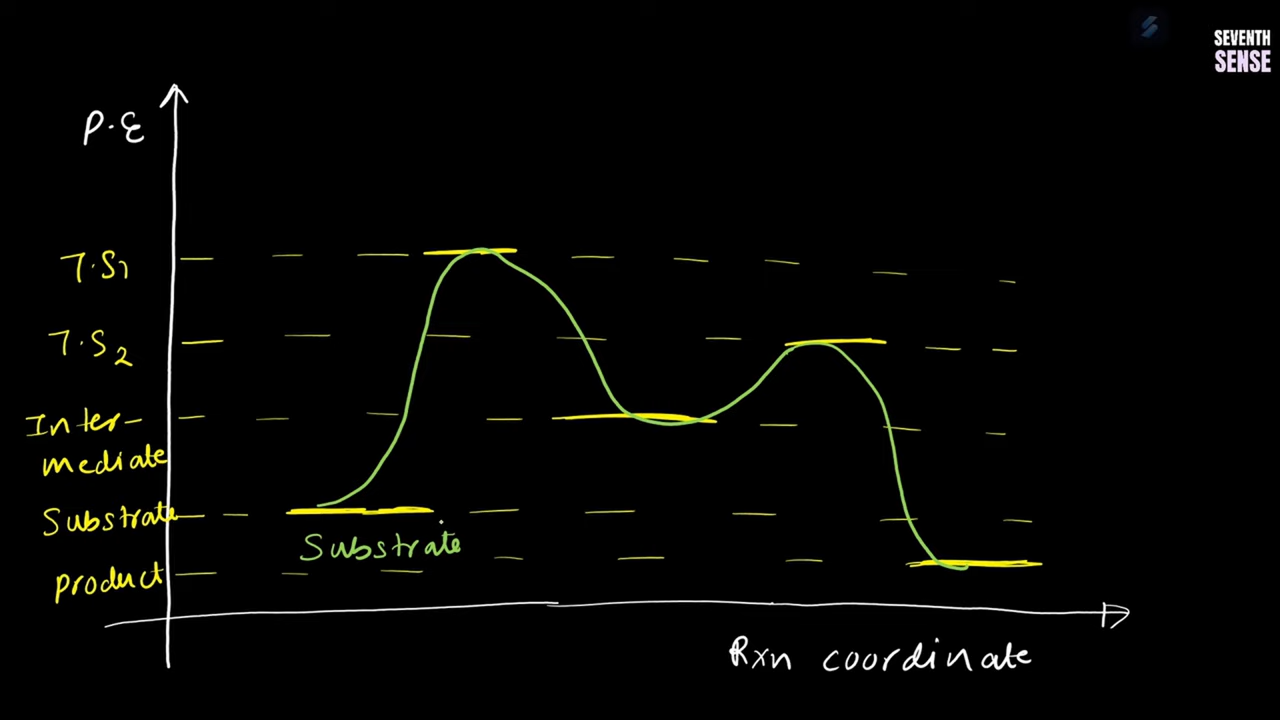 SEVENTH
SENSE
P.E
T.S1
T.S2
Inter-
mediate
Substrate
Substrate
product
Rxn coordinate